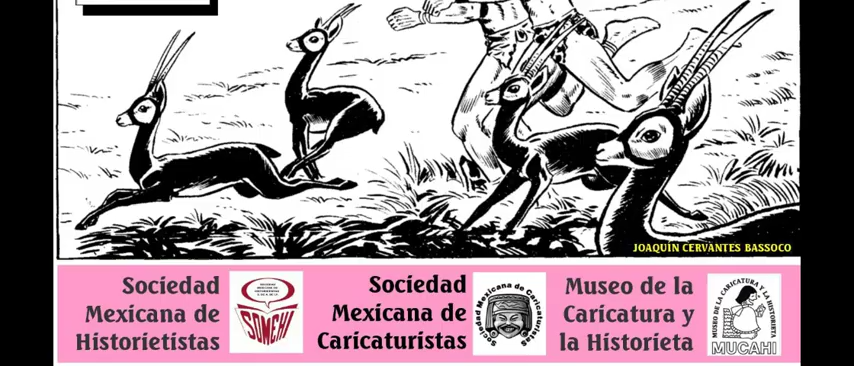 JOAQUÍN CERVANTES BASSOCO
Sociedad
Mexicana de
Historietistas
SOMEHI
Sociedad
Mexicana de
Caricaturistas
Sociedad Mexicana de Caricaturistas
Museo de la
Caricatura y
la Historieta
MUSEO DE LA CARICATURA Y LA HISTORIETA
MUCAHI